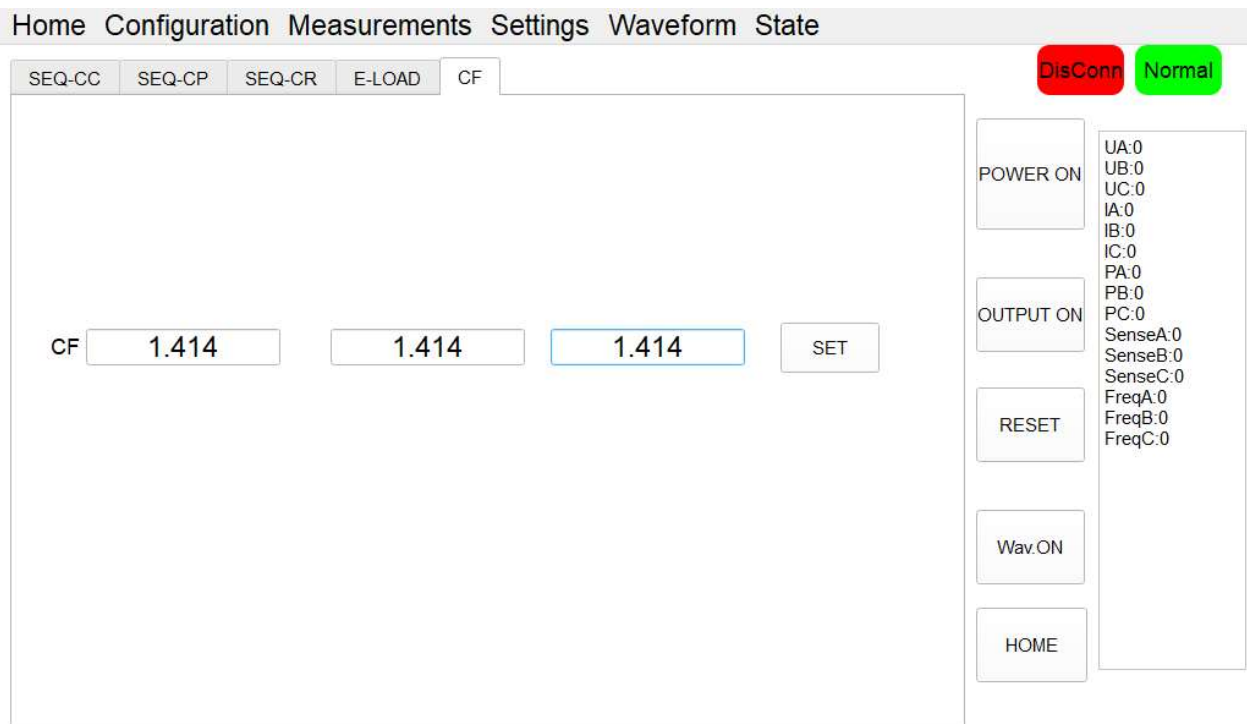 Home Configuration Measurements Settings Waveform State
SEQ-CC SEQ-CP SEQ-CR E-LOAD CF
DisConn Normal
CF 1.414 1.414 1.414 SET
POWER ON
OUTPUT ON
RESET
Wav.ON
HOME
UA:0
UB:0
UC:0
IA:0
IB:0
IC:0
PA:0
PB:0
PC:0
SenseA:0
SenseB:0
SenseC:0
FreqA:0
FreqB:0
FreqC:0